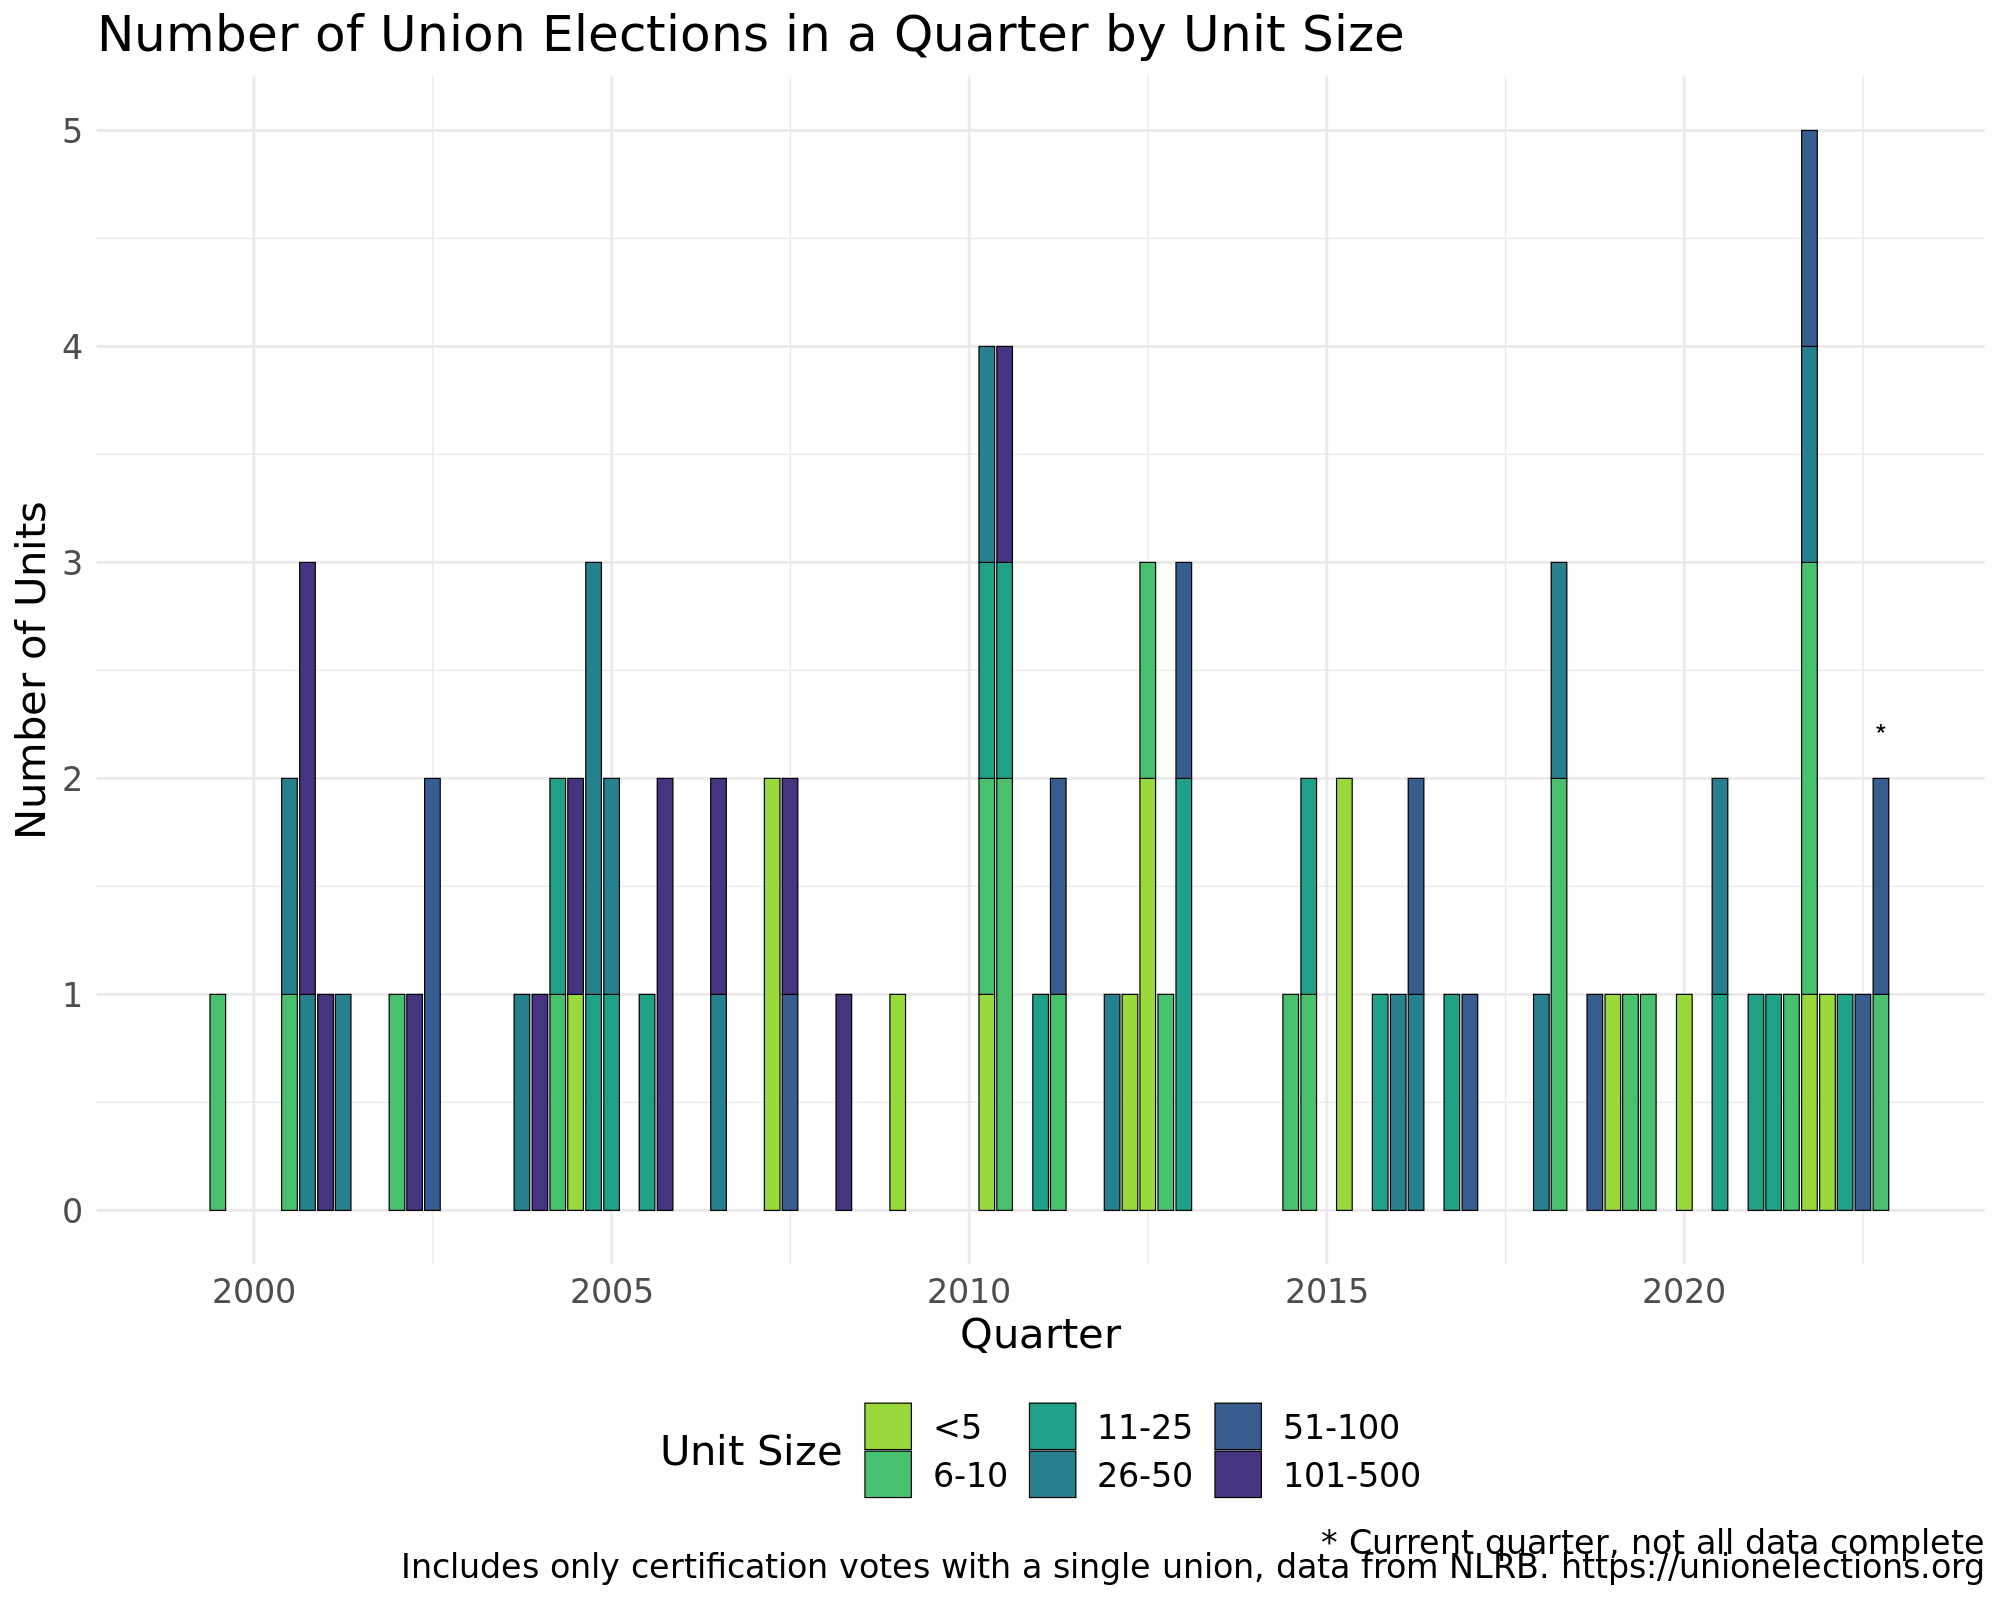 Number of Union Elections in a Quarter by Unit Size
Number of Units
5
4
3
2
1
0
*
2000 2005 2010 2015 2020
Quarter
Unit Size
<5 11-25 51-100
6-10 26-50 101-500
* Current quarter, not all data complete
Includes only certification votes with a single union, data from NLRB. https://unionelections.org